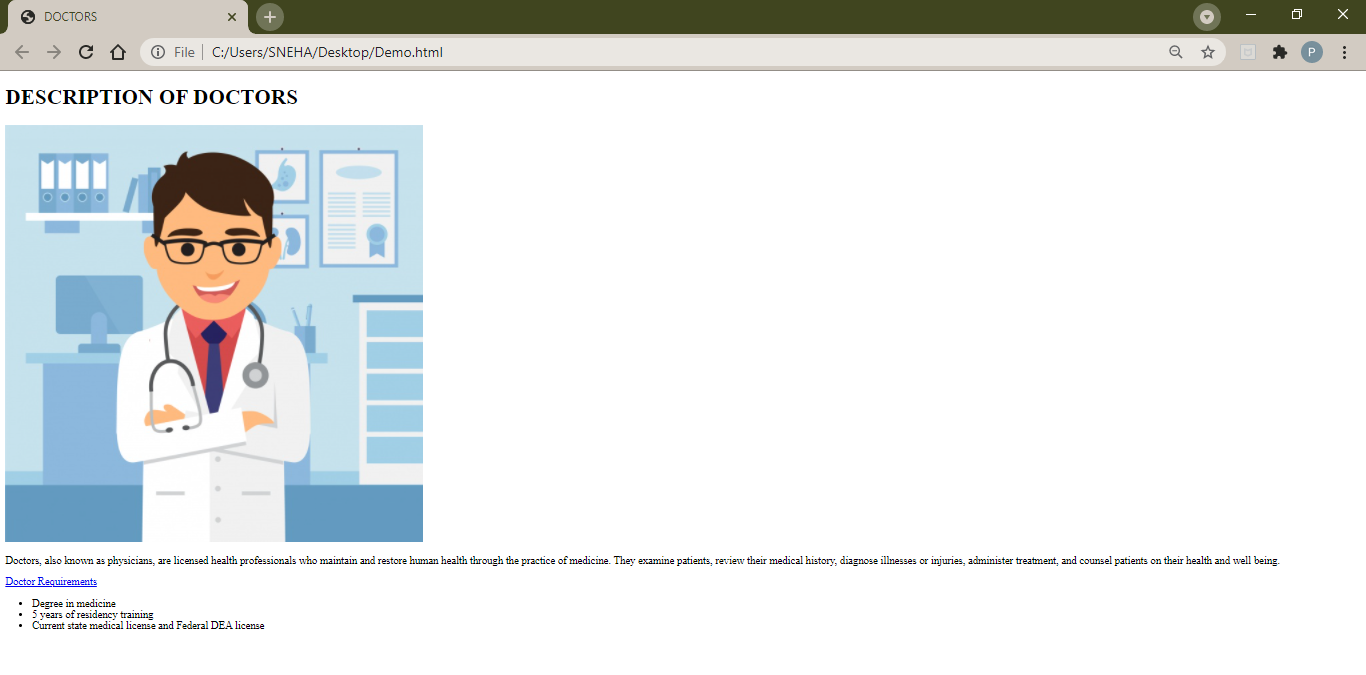 DOCTORS
File
C:/Users/SNEHA/Desktop/Demo.html
P
DESCRIPTION OF DOCTORS
Doctors, also known as physicians, are licensed health professionals who maintain and restore human health through the practice of medicine. They examine patients, review their medical history, diagnose illnesses or injuries, administer treatment, and counsel patients on their health and well being.
Doctor Requirements
• Degree in medicine
• 5 years of residency training
• Current state medical license and Federal DEA license